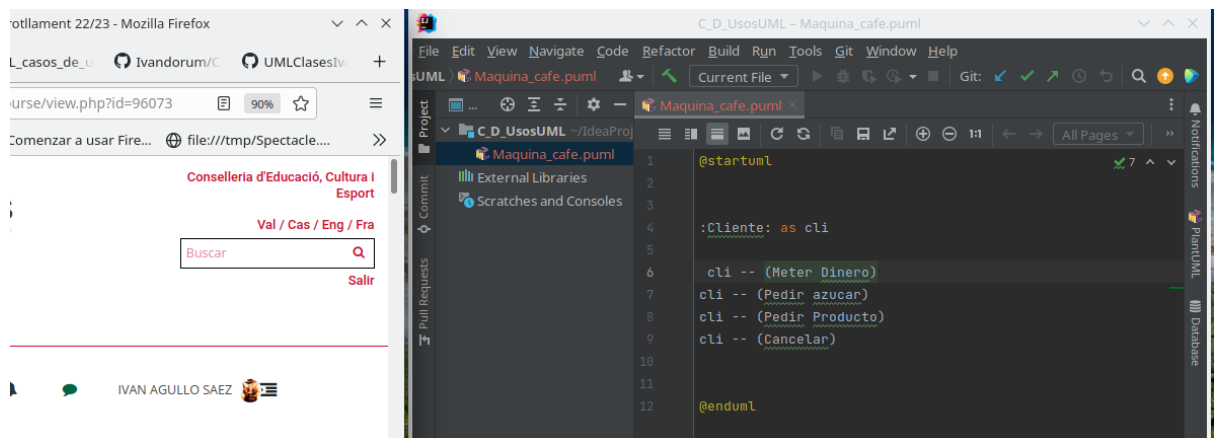 rotllament 22/23 - Mozilla Firefox
L_casos_de_u
Ivandorum/C
UMLClasesIv
urse/view.php?id=96073
90%
Comenzar a usar Fire...
file:///tmp/Spectacle....
Conselleria d'Educació, Cultura i
Esport
S
Val / Cas / Eng / Fra
Buscar
Salir
IVAN AGULLO SAEZ
C_D_UsosUML – Maquina_cafe.puml
File Edit View Navigate Code Refactor Build Run Tools Git Window Help
sUML
Maquina_cafe.puml
Current File
Git:
Project
...
Maquina_cafe.puml
C_D_UsosUML ~/IdeaProj
Maquina_cafe.puml
External Libraries
Scratches and Consoles
Commit
Pull Requests
1:1
All Pages
1 @startuml
7
2
3
4 :Cliente: as cli
5
6 cli -- (Meter Dinero)
7 cli -- (Pedir azucar)
8 cli -- (Pedir Producto)
9 cli -- (Cancelar)
10
11
12 @enduml
Notifications
PlantUML
Database